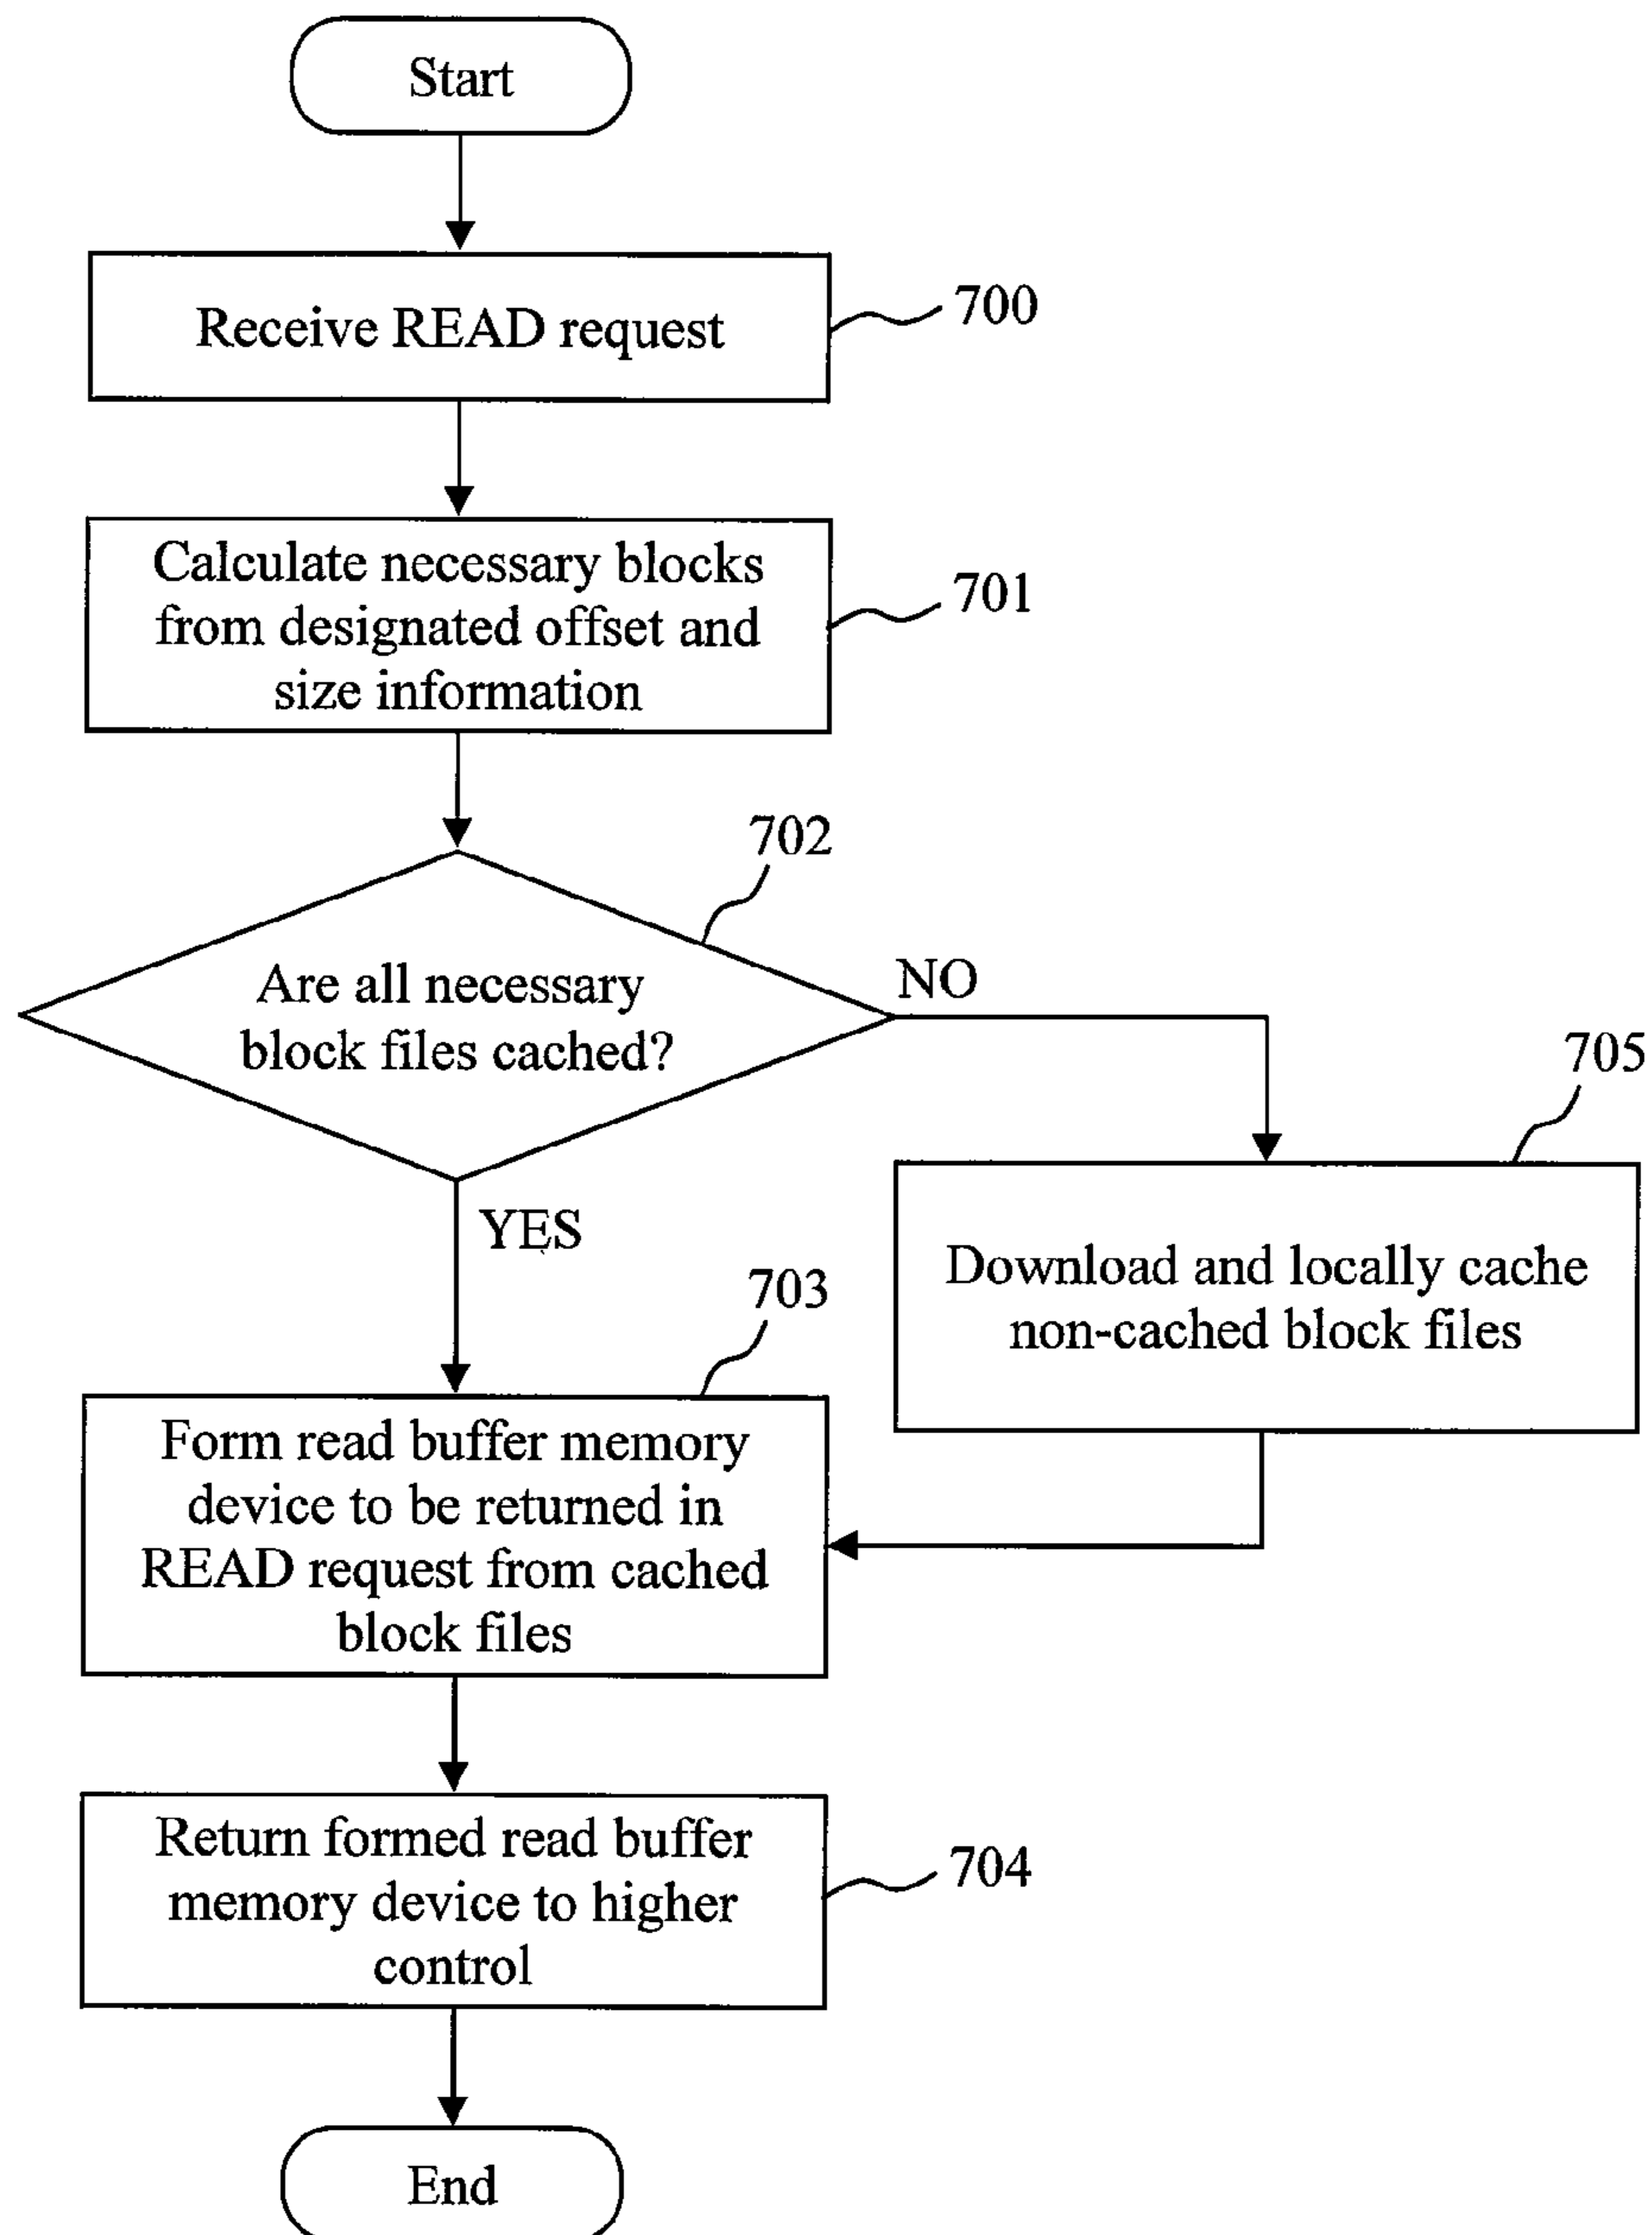 Start
Receive READ request
700
Calculate necessary blocks
from designated offset and
size information
701
702
Are all necessary
block files cached?
NO
YES
705
Download and locally cache
non-cached block files
703
Form read buffer memory
device to be returned in
READ request from cached
block files
Return formed read buffer
memory device to higher
control
704
End